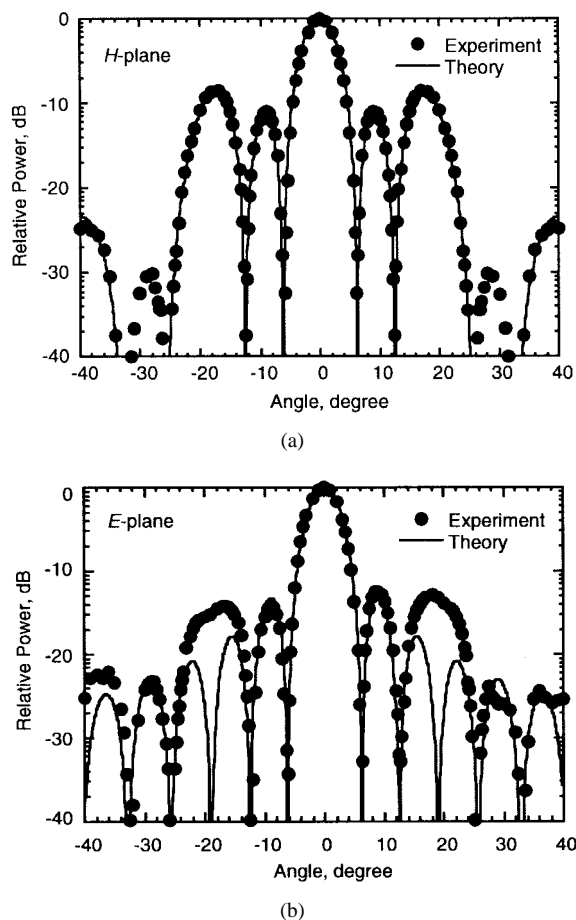 0
H-plane
Experiment
Theory
-10
Relative Power, dB
-20
-30
-40
-40 -30 -20 -10 0 10 20 30 40
Angle, degree
(a)
0
E-plane
Experiment
Theory
-10
Relative Power, dB
-20
-30
-40
-40 -30 -20 -10 0 10 20 30 40
Angle, degree
(b)